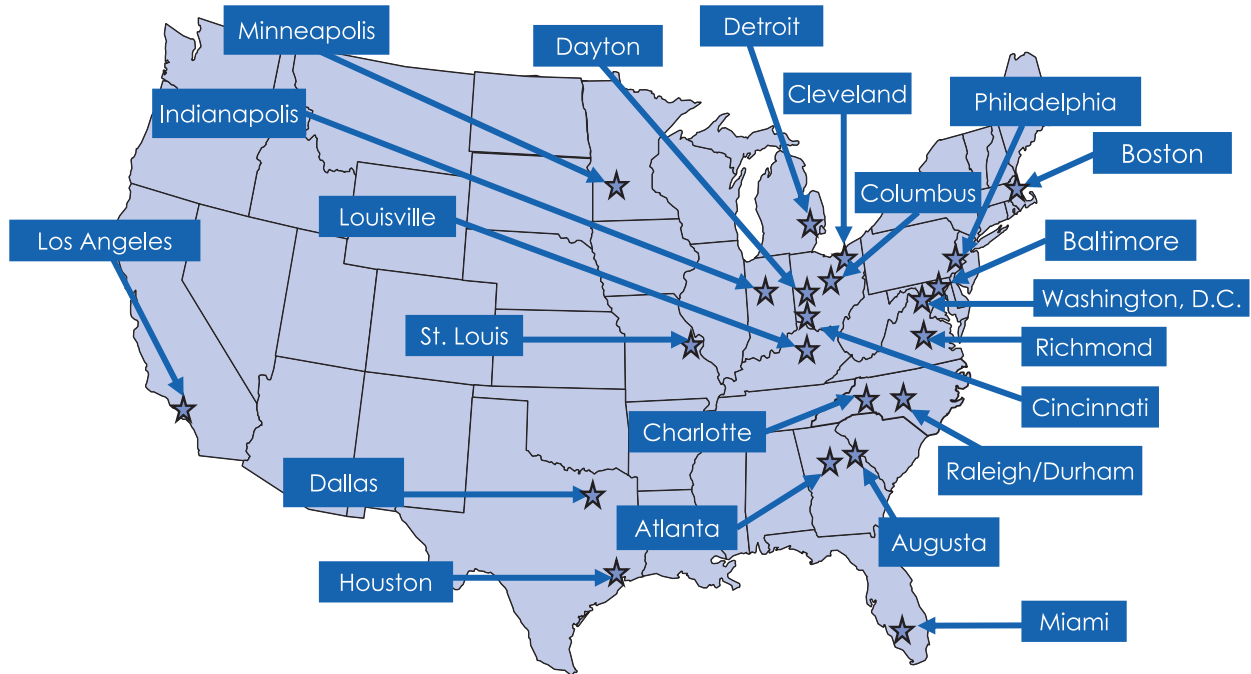 Minneapolis
Dayton
Detroit
Indianapolis
Cleveland
Philadelphia
Boston
Columbus
Louisville
Los Angeles
Baltimore
Washington, D.C.
St. Louis
Richmond
Cincinnati
Charlotte
Raleigh/Durham
Dallas
Atlanta
Augusta
Houston
Miami